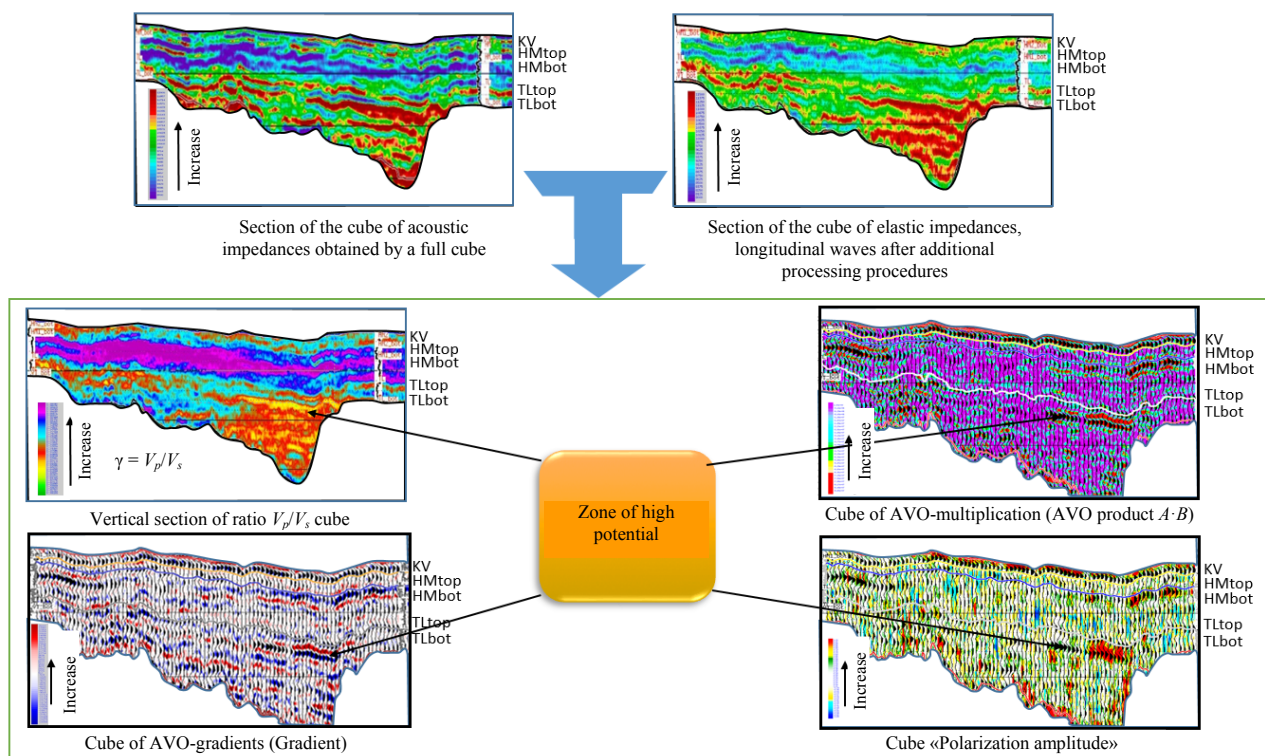 KV
HMtop
HMbot
TLtop
TLbot
Increase
Section of the cube of acoustic
impedances obtained by a full cube
KV
HMtop
HMbot
TLtop
TLbot
Increase
Section of the cube of elastic impedances,
longitudinal waves after additional
processing procedures
KV
HMtop
HMbot
TLtop
TLbot
Increase
γ = Vp/Vs
Vertical section of ratio Vp/Vs cube
KV
HMtop
HMbot
TLtop
TLbot
Increase
Cube of AVO-multiplication (AVO product A·B)
Zone of high
potential
KV
HMtop
HMbot
TLtop
TLbot
Increase
Cube of AVO-gradients (Gradient)
KV
HMtop
HMbot
TLtop
TLbot
Increase
Cube «Polarization amplitude»